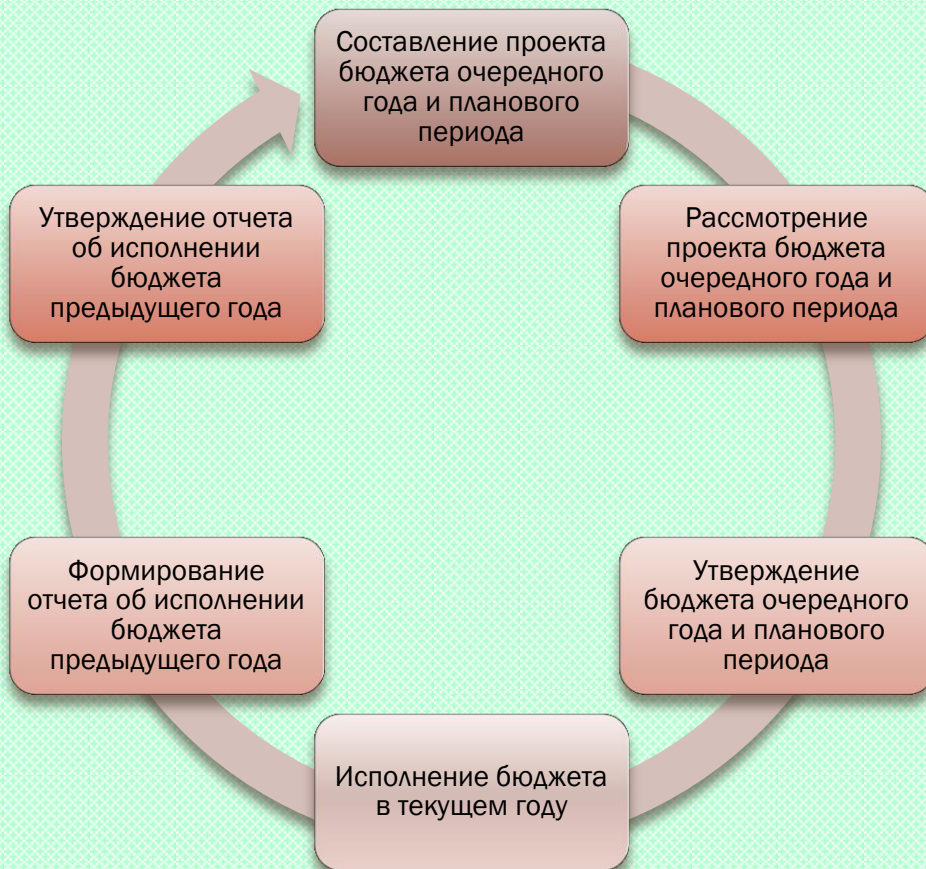 Составление проекта
бюджета очередного
года и планового
периода
Рассмотрение
проекта бюджета
очередного года и
планового периода
Утверждение
бюджета очередного
года и планового
периода
Исполнение бюджета
в текущем году
Формирование
отчета об исполнении
бюджета
предыдущего года
Утверждение отчета
об исполнении
бюджета
предыдущего года